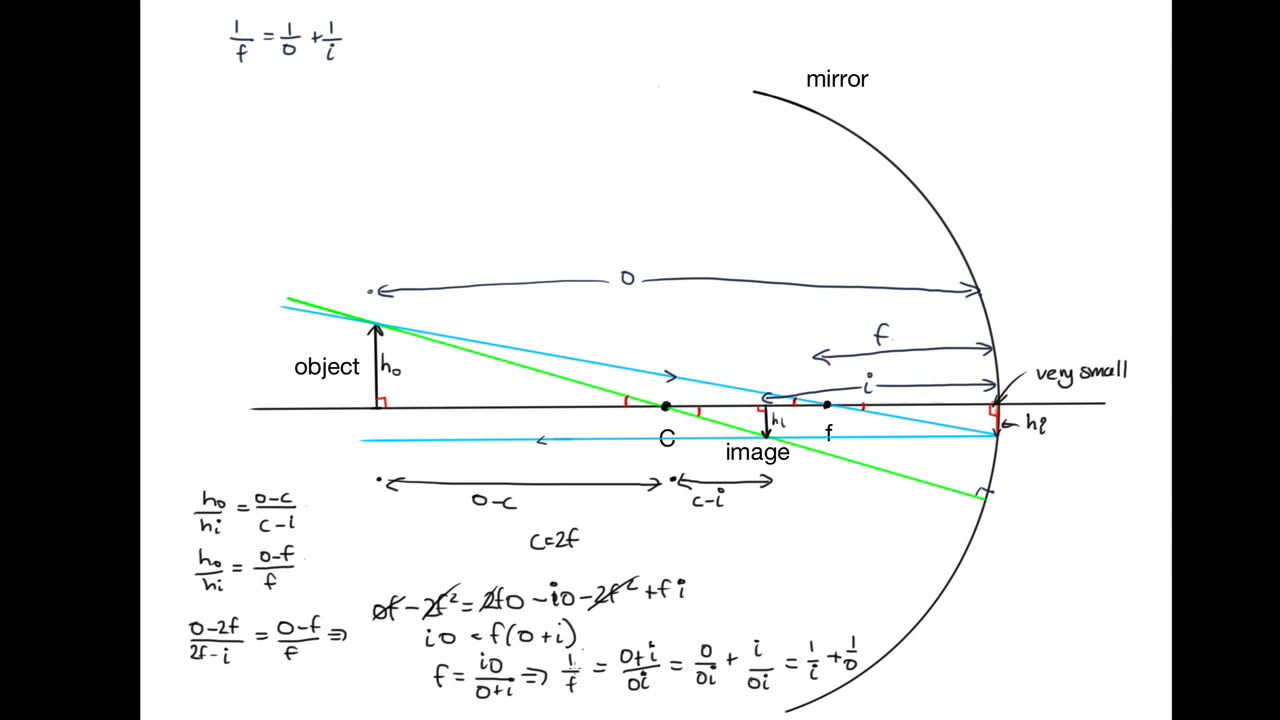 1/f = 1/o + 1/i
mirror
o
f
i
very small
object
h₀
hᵢ
hᵢ
C
f
image
o-c
c-i
h₀/hᵢ = o-c/c-i
c=2f
h₀/hᵢ = o-f/f
of - 2f² = 2fo - io - 2f² + fi
o-2f/2f-i = o-f/f ⇒
io = f(o+i)
f = io/o+i ⇒ 1/f = o+i/oi = o/oi + i/oi = 1/i + 1/o